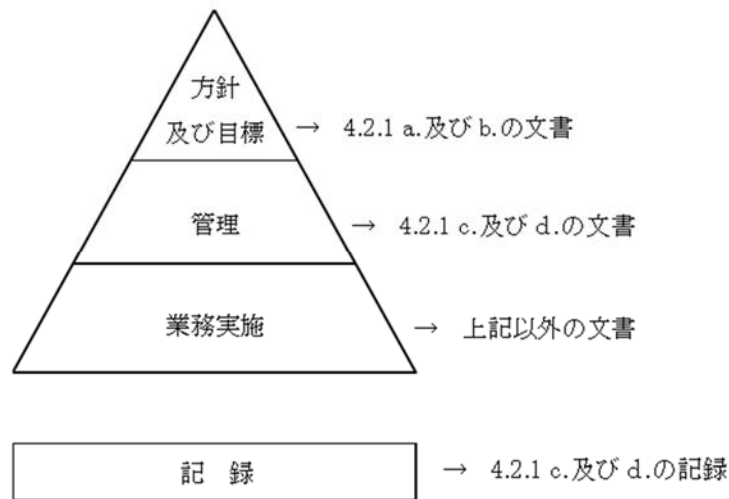 方針
及び目標 → 4.2.1 a.及び b.の文書
管理 → 4.2.1 c.及び d.の文書
業務実施 → 上記以外の文書
記 録 → 4.2.1 c.及び d.の記録